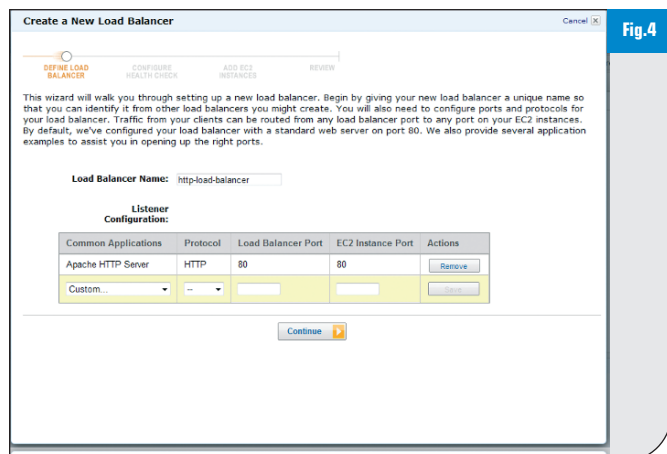 Create a New Load Balancer
Cancel X
Fig.4
DEFINE LOAD
BALANCER
CONFIGURE
HEALTH CHECK
ADD EC2
INSTANCES
REVIEW
This wizard will walk you through setting up a new load balancer. Begin by giving your new load balancer a unique name so
that you can identify it from other load balancers you might create. You will also need to configure ports and protocols for
your load balancer. Traffic from your clients can be routed from any load balancer port to any port on your EC2 instances.
By default, we've configured your load balancer with a standard web server on port 80. We also provide several application
examples to assist you in opening up the right ports.
Load Balancer Name: http-load-balancer
Listener
Configuration:
Common Applications Protocol Load Balancer Port EC2 Instance Port Actions
Apache HTTP Server HTTP 80 80 Remove
Custom... -- Save
Continue